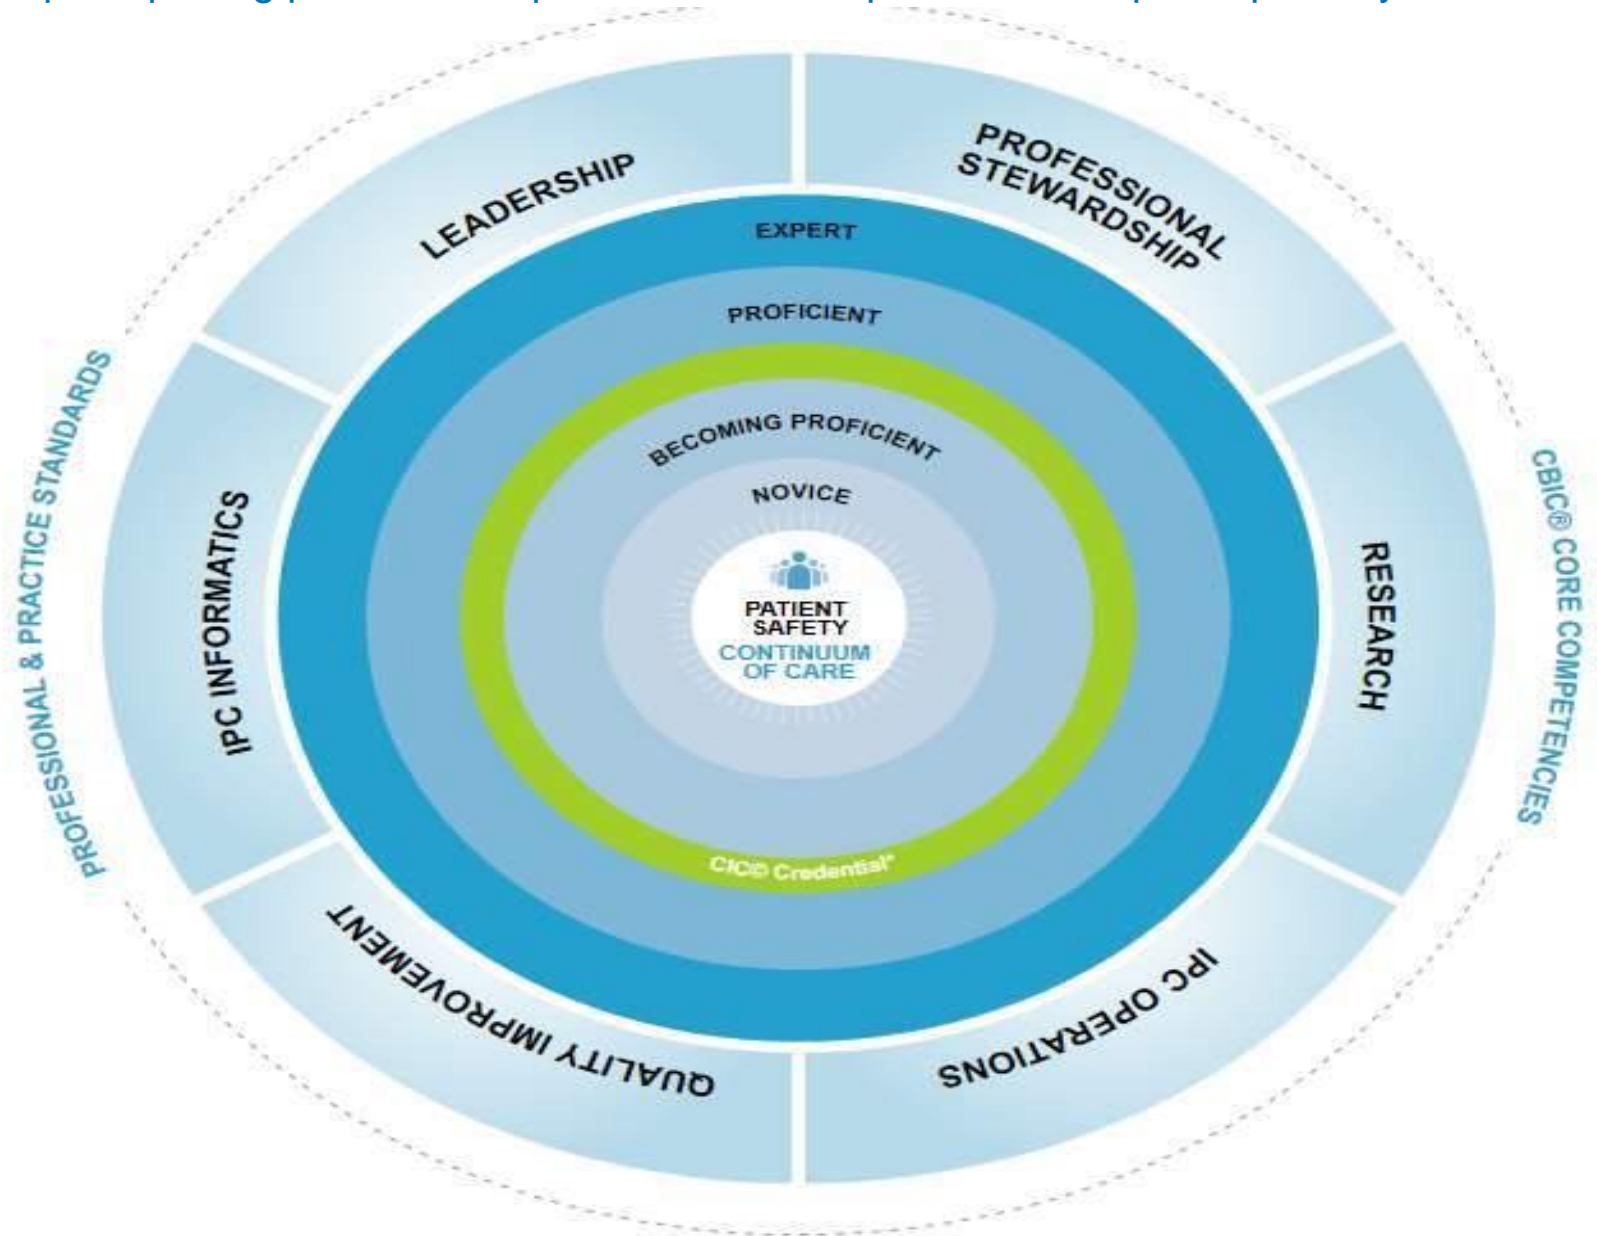 LEADERSHIP
PROFESSIONAL
STEWARDSHIP
EXPERT
PROFICIENT
BECOMING PROFICIENT
NOVICE
PATIENT
SAFETY
CONTINUUM
OF CARE
CIC© Credential*
IPC INFORMATICS
RESEARCH
QUALITY IMPROVEMENT
IPC OPERATIONS
PROFESSIONAL & PRACTICE STANDARDS
CBIC® CORE COMPETENCIES